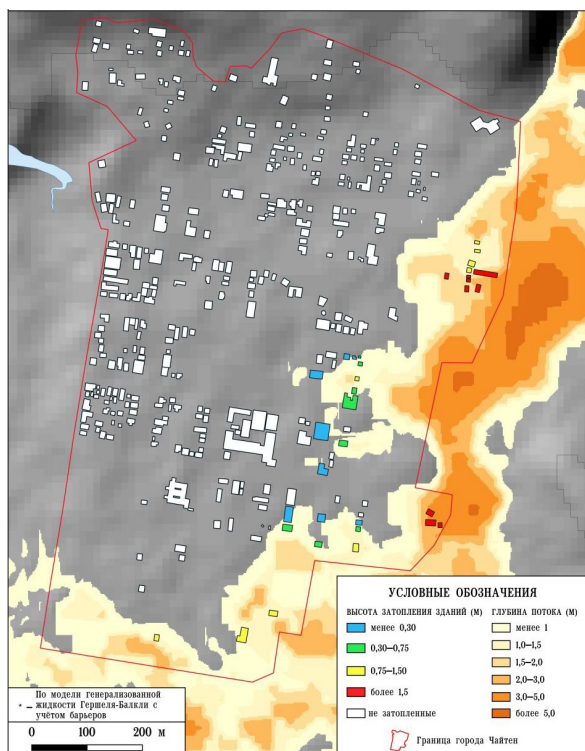 УСЛОВНЫЕ ОБОЗНАЧЕНИЯ
ВЫСОТА ЗАТОПЛЕНИЯ ЗДАНИЙ (М)
менее 0,30
0,30—0,75
0,75—1,50
более 1,5
не затопленные
ГЛУБИНА ПОТОКА (М)
менее 1
1,0—1,5
1,5—2,0
2,0—3,0
3,0—5,0
более 5,0
Граница города Чайтен
По модели генерализованной
* — жидкости Гершеля-Балкли с
учётом барьеров
0 100 200 м